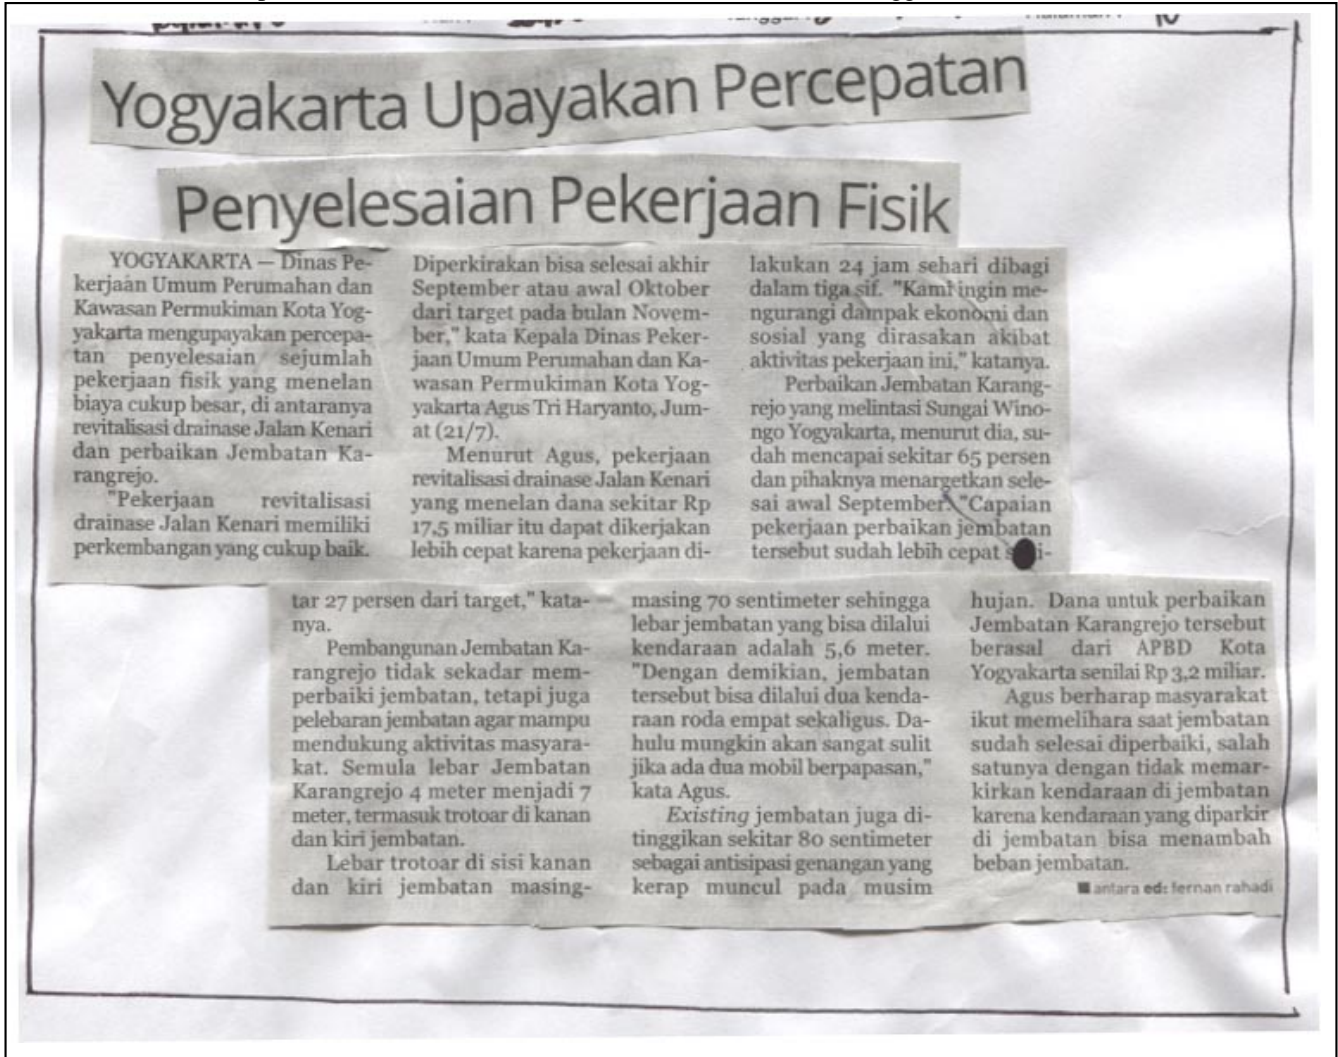 Yogyakarta Upayakan Percepatan
Penyelesaian Pekerjaan Fisik
YOGYAKARTA — Dinas Pe-
kerjaan Umum Perumahan dan
Kawasan Permukiman Kota Yog-
yakarta mengupayakan percepa-
tan penyelesaian sejumlah
pekerjaan fisik yang menelan
biaya cukup besar, di antaranya
revitalisasi drainase Jalan Kenari
dan perbaikan Jembatan Ka-
rangrejo.
"Pekerjaan revitalisasi
drainase Jalan Kenari memiliki
perkembangan yang cukup baik.
Diperkirakan bisa selesai akhir
September atau awal Oktober
dari target pada bulan Novem-
ber," kata Kepala Dinas Peker-
jaan Umum Perumahan dan Ka-
wasan Permukiman Kota Yog-
yakarta Agus Tri Haryanto, Jum-
at (21/7).
Menurut Agus, pekerjaan
revitalisasi drainase Jalan Kenari
yang menelan dana sekitar Rp
17,5 miliar itu dapat dikerjakan
lebih cepat karena pekerjaan di-
lakukan 24 jam sehari dibagi
dalam tiga sif. "Kami ingin me-
ngurangi dampak ekonomi dan
sosial yang dirasakan akibat
aktivitas pekerjaan ini," katanya.
Perbaikan Jembatan Karang-
rejo yang melintasi Sungai Wino-
ngo Yogyakarta, menurut dia, su-
dah mencapai sekitar 65 persen
dan pihaknya menargetkan sele-
sai awal September. "Capaian
pekerjaan perbaikan jembatan
tersebut sudah lebih cepat
tar 27 persen dari target," kata-
nya.
Pembangunan Jembatan Ka-
rangrejo tidak sekadar mem-
perbaiki jembatan, tetapi juga
pelebaran jembatan agar mampu
mendukung aktivitas masyara-
kat. Semula lebar Jembatan
Karangrejo 4 meter menjadi 7
meter, termasuk trotoar di kanan
dan kiri jembatan.
Lebar trotoar di sisi kanan
dan kiri jembatan masing-
masing 70 sentimeter sehingga
lebar jembatan yang bisa dilalui
kendaraan adalah 5,6 meter.
"Dengan demikian, jembatan
tersebut bisa dilalui dua kenda-
raan roda empat sekaligus. Da-
hulu mungkin akan sangat sulit
jika ada dua mobil berpapasan,"
kata Agus.
Existing jembatan juga di-
tinggikan sekitar 80 sentimeter
sebagai antisipasi genangan yang
kerap muncul pada musim
hujan. Dana untuk perbaikan
Jembatan Karangrejo tersebut
berasal dari APBD Kota
Yogyakarta senilai Rp 3,2 miliar.
Agus berharap masyarakat
ikut memelihara saat jembatan
sudah selesai diperbaiki, salah
satunya dengan tidak memar-
kirkan kendaraan di jembatan
karena kendaraan yang diparkir
di jembatan bisa menambah
beban jembatan.
■ antara ed: fernan rahadi